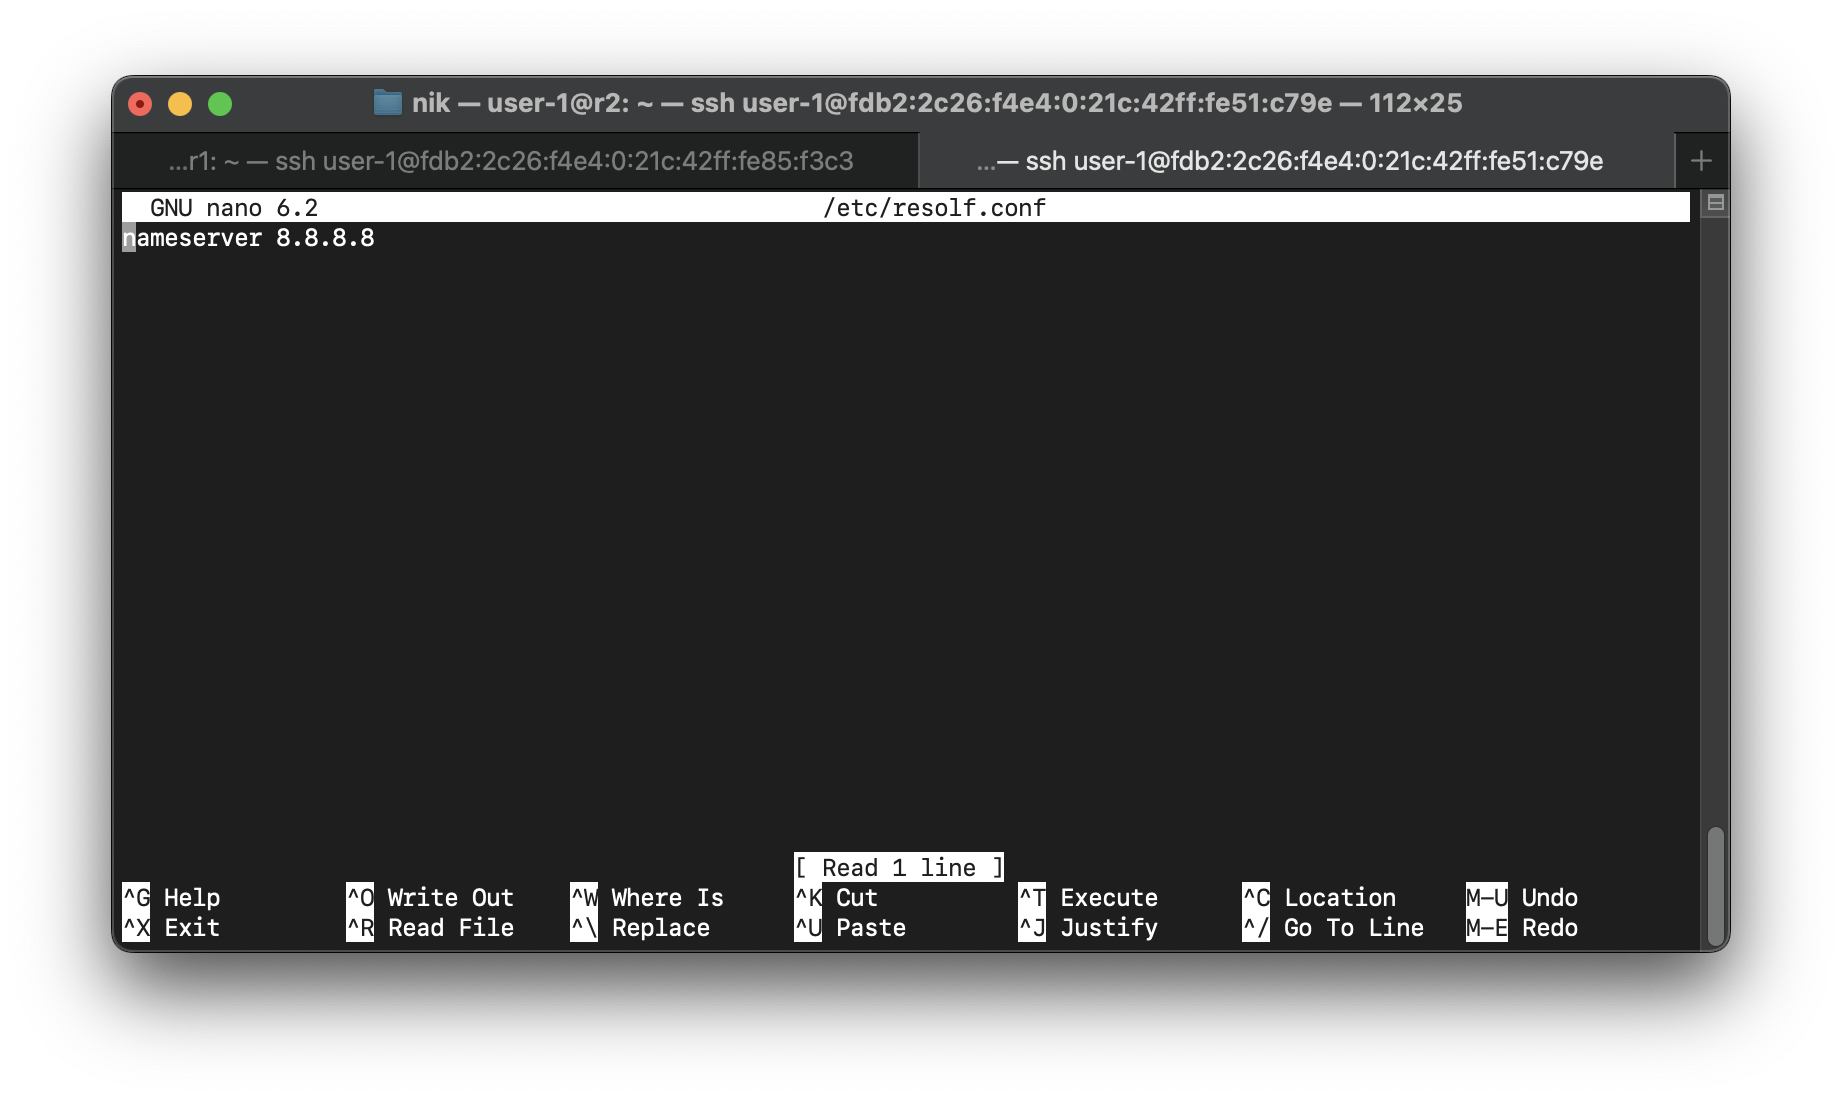 nik — user-1@r2: ~ — ssh user-1@fdb2:2c26:f4e4:0:21c:42ff:fe51:c79e — 112×25
...r1: ~ — ssh user-1@fdb2:2c26:f4e4:0:21c:42ff:fe85:f3c3 ...— ssh user-1@fdb2:2c26:f4e4:0:21c:42ff:fe51:c79e +
GNU nano 6.2 /etc/resolf.conf
nameserver 8.8.8.8
[ Read 1 line ]
^G Help ^O Write Out ^W Where Is ^K Cut ^T Execute ^C Location M-U Undo
^X Exit ^R Read File ^\ Replace ^U Paste ^J Justify ^/ Go To Line M-E Redo